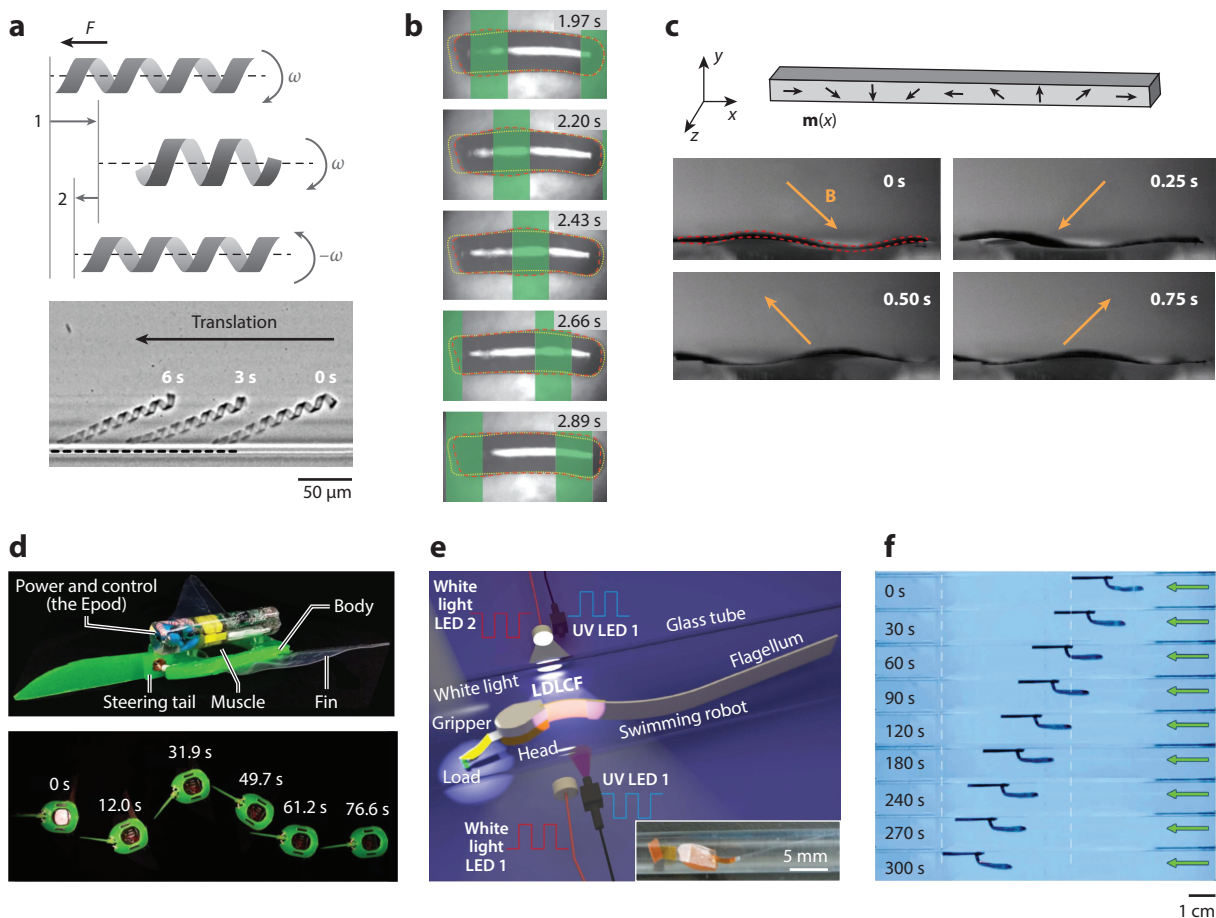 a
F
ω
1
ω
2
−ω
Translation
6 s 3 s 0 s
50 µm
b
1.97 s
2.20 s
2.43 s
2.66 s
2.89 s
c
y
x
z
m(x)
0 s
B
0.25 s
0.50 s
0.75 s
d
Power and control
(the Epod)
Body
Steering tail
Muscle
Fin
0 s
12.0 s
31.9 s
49.7 s
61.2 s
76.6 s
e
White
light
LED 2
UV LED 1
Glass tube
Flagellum
White light
LDLCF
Gripper
Swimming robot
Head
Load
UV LED 1
White
light
LED 1
5 mm
f
0 s
30 s
60 s
90 s
120 s
180 s
240 s
270 s
300 s
1 cm